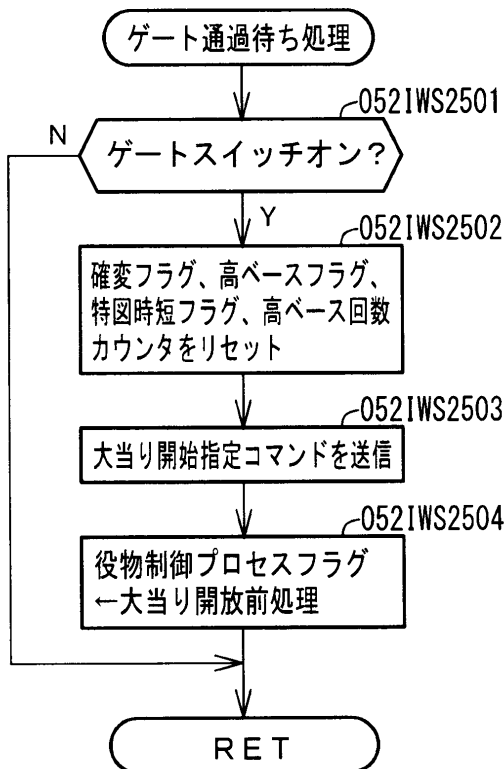 ゲート通過待ち処理
052IWS2501
N
ゲートスイッチオン?
Y
052IWS2502
確変フラグ、高ベースフラグ、
特図時短フラグ、高ベース回数
カウンタをリセット
052IWS2503
大当り開始指定コマンドを送信
052IWS2504
役物制御プロセスフラグ
←大当り開放前処理
RET